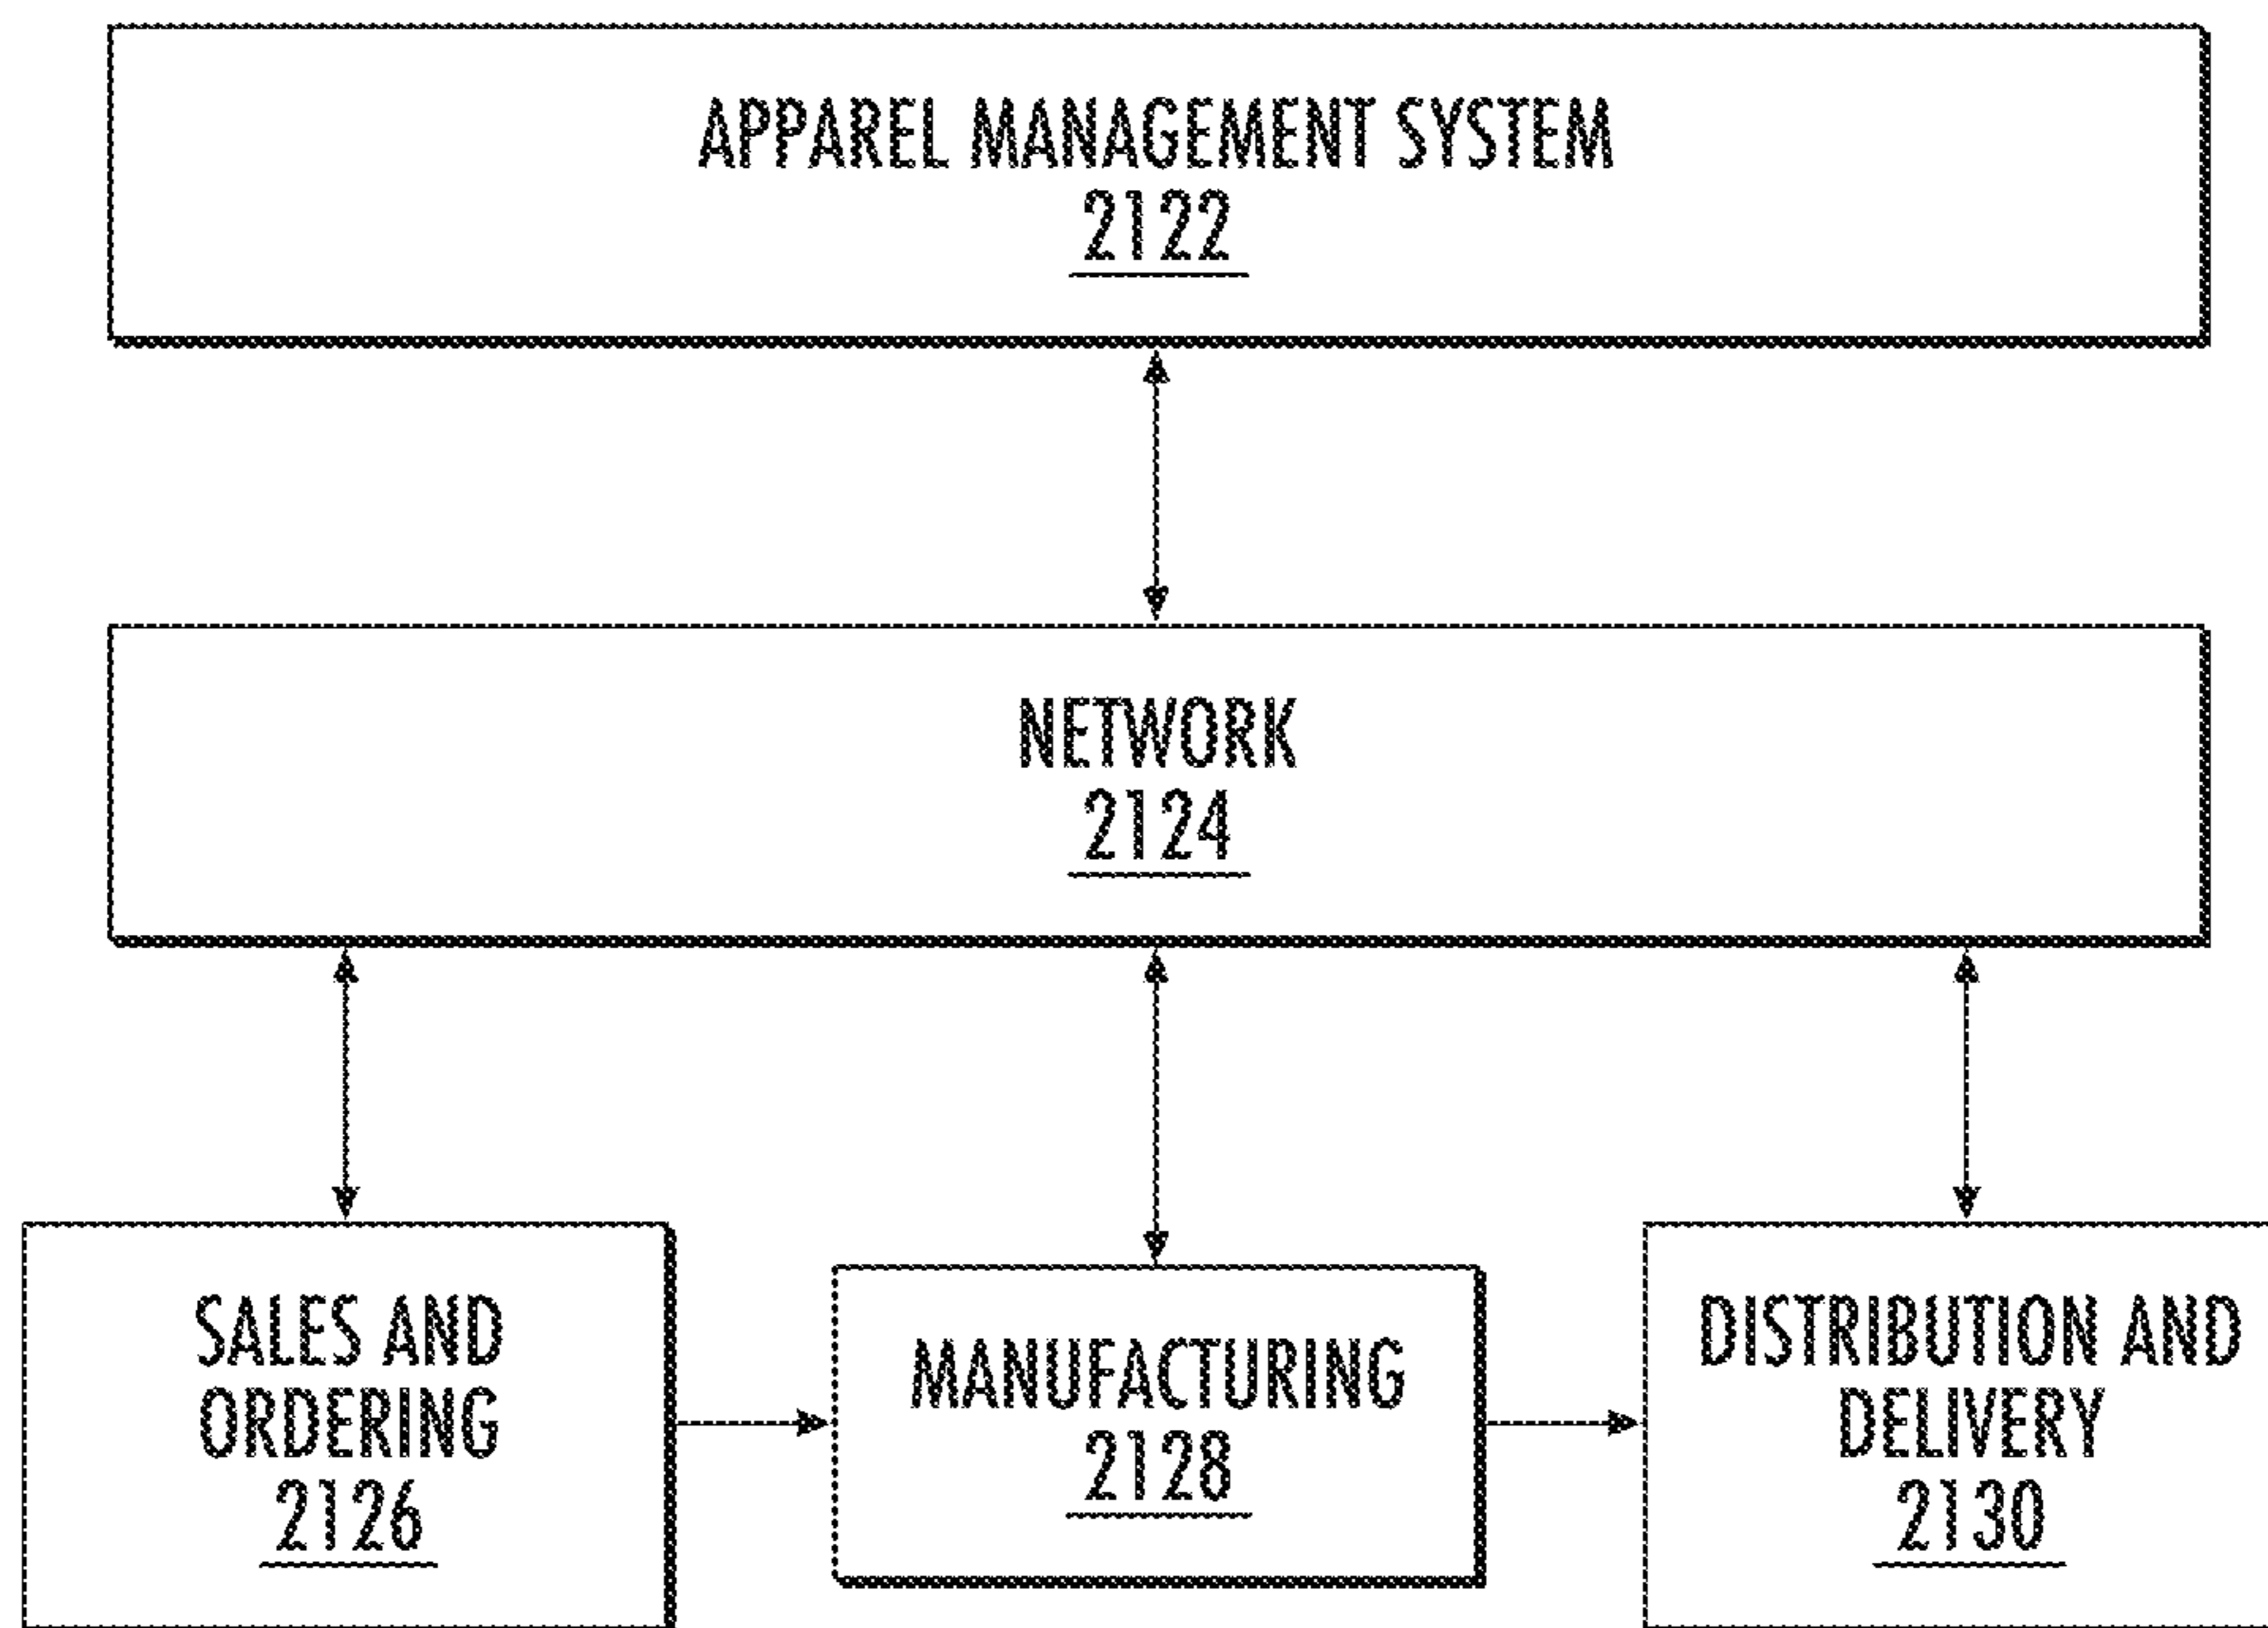 APPAREL MANAGEMENT SYSTEM
2122
NETWORK
2124
SALES AND
ORDERING
2126
MANUFACTURING
2128
DISTRIBUTION AND
DELIVERY
2130